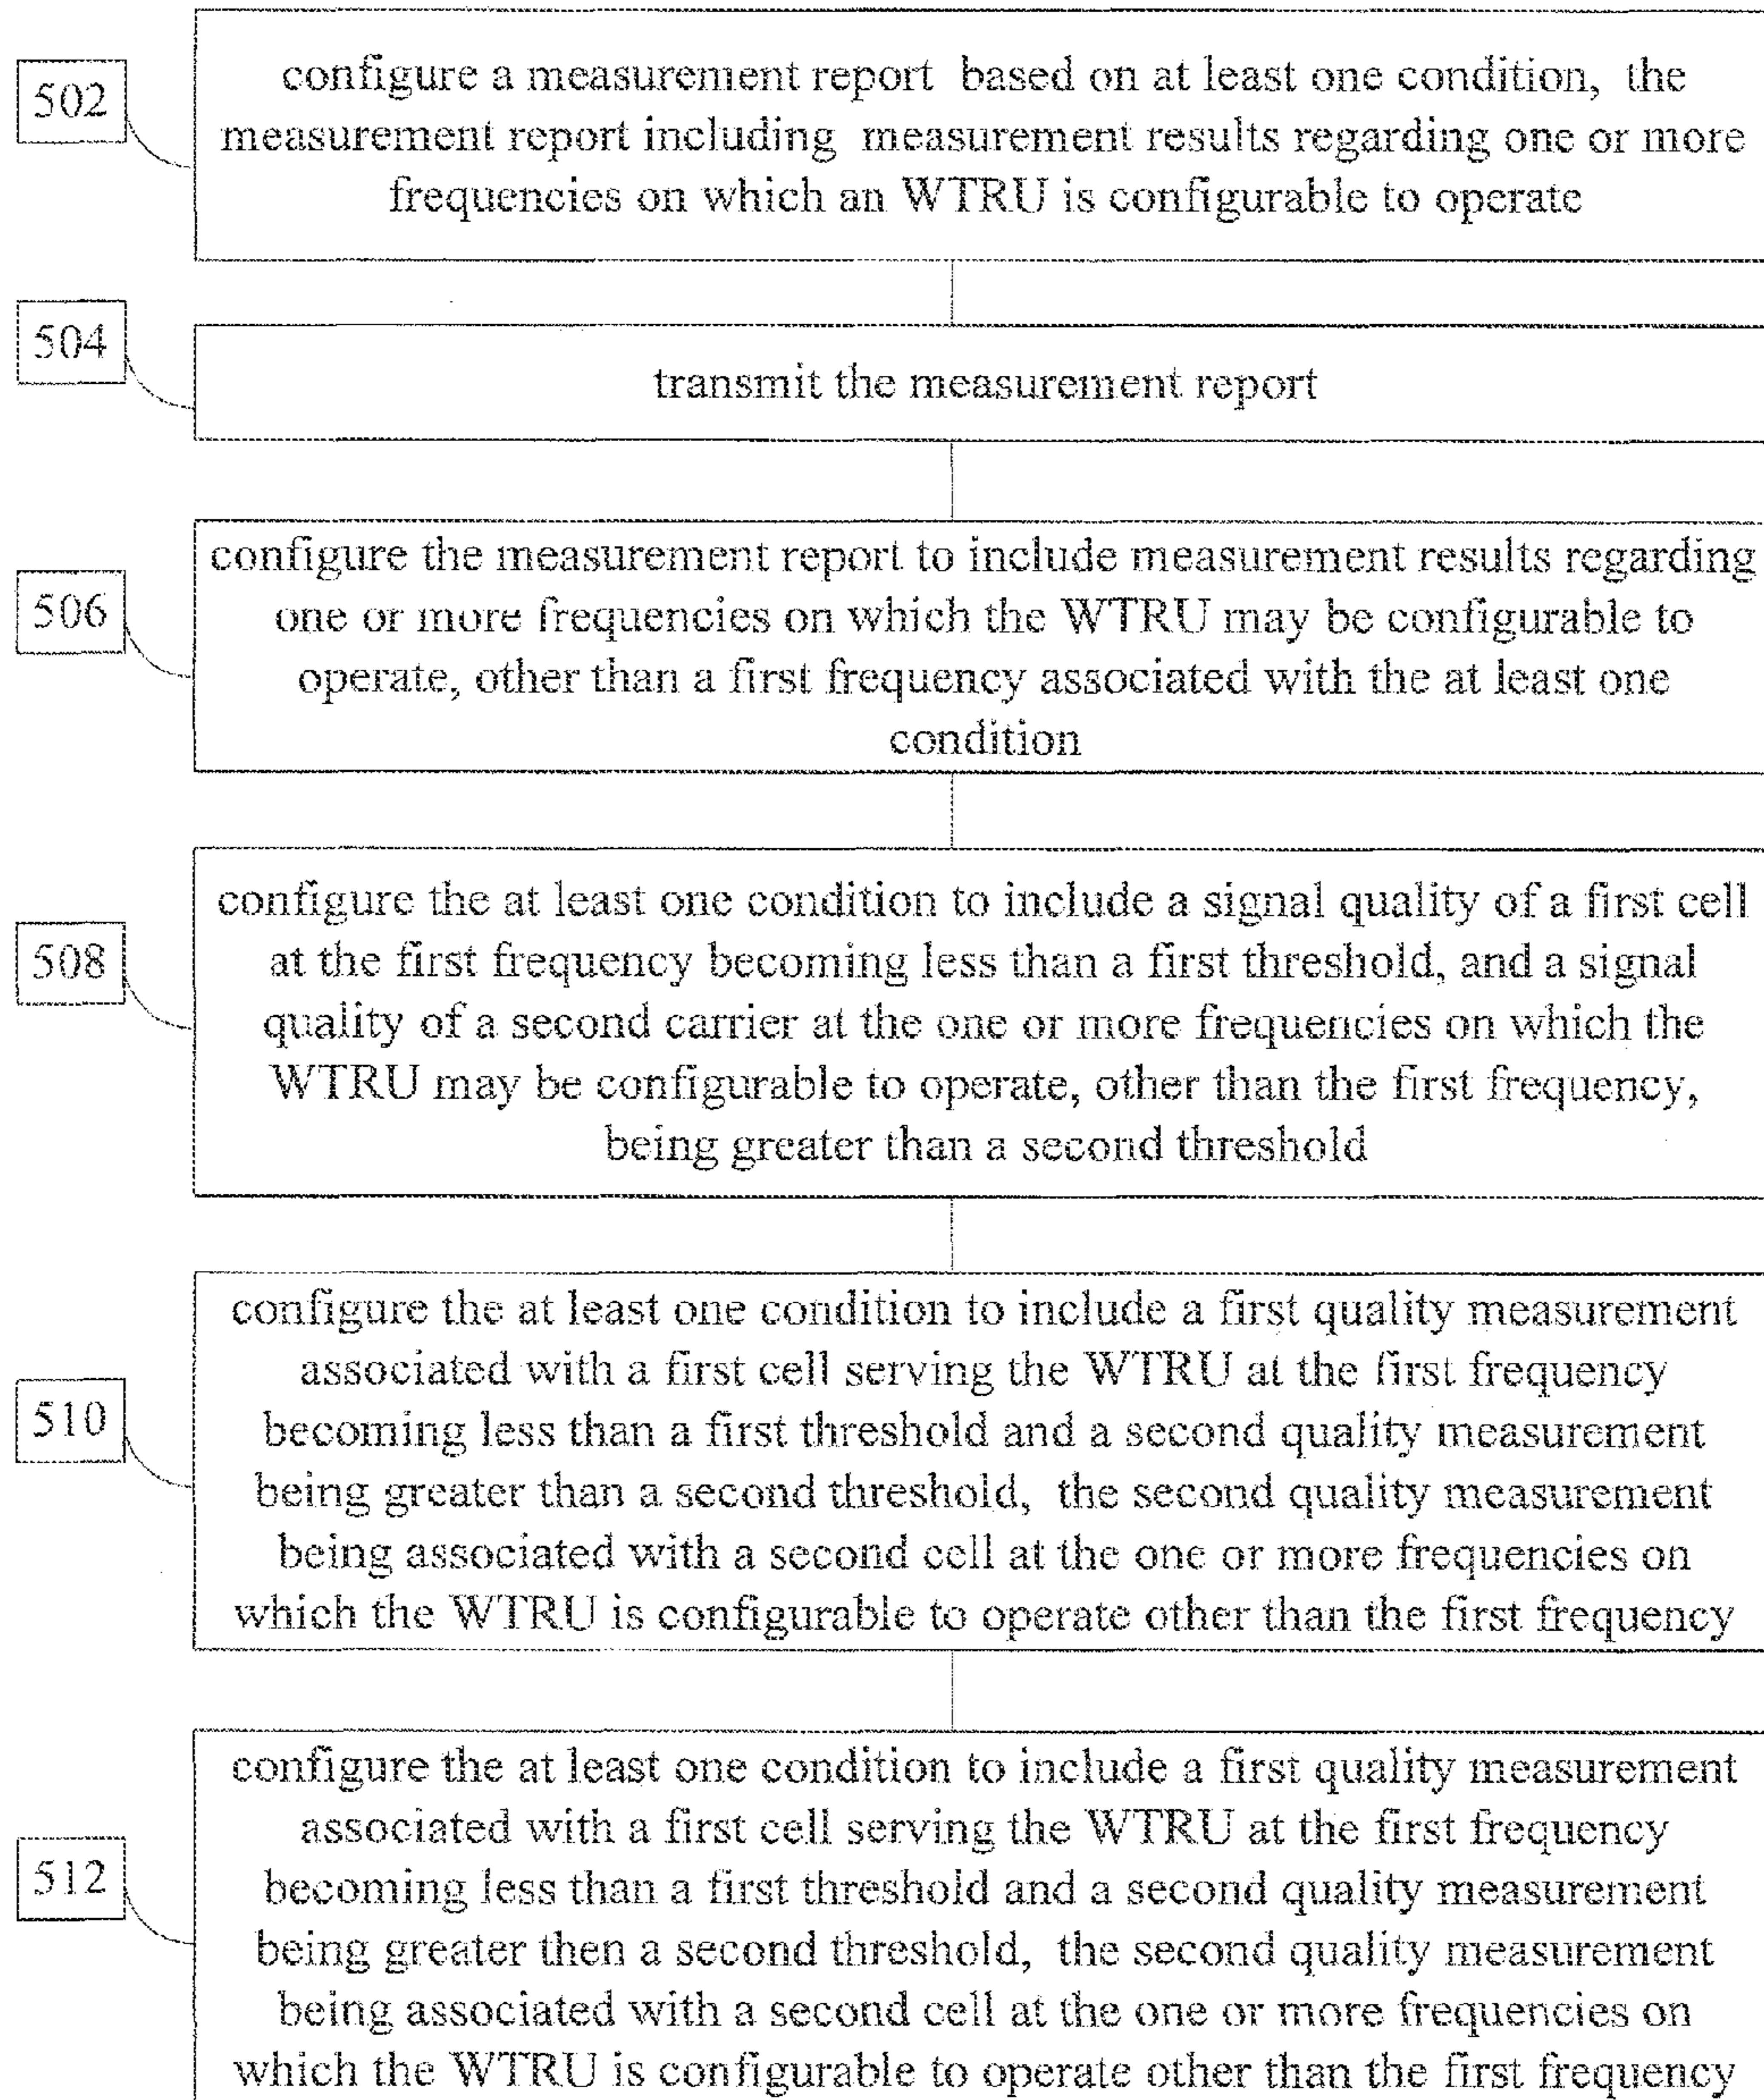 502
configure a measurement report based on at least one condition, the
measurement report including measurement results regarding one or more
frequencies on which an WTRU is configurable to operate
504
transmit the measurement report
506
configure the measurement report to include measurement results regarding
one or more frequencies on which the WTRU may be configurable to
operate, other than a first frequency associated with the at least one
condition
508
configure the at least one condition to include a signal quality of a first cell
at the first frequency becoming less than a first threshold, and a signal
quality of a second carrier at the one or more frequencies on which the
WTRU may be configurable to operate, other than the first frequency,
being greater than a second threshold
510
configure the at least one condition to include a first quality measurement
associated with a first cell serving the WTRU at the first frequency
becoming less than a first threshold and a second quality measurement
being greater than a second threshold, the second quality measurement
being associated with a second cell at the one or more frequencies on
which the WTRU is configurable to operate other than the first frequency
512
configure the at least one condition to include a first quality measurement
associated with a first cell serving the WTRU at the first frequency
becoming less than a first threshold and a second quality measurement
being greater then a second threshold, the second quality measurement
being associated with a second cell at the one or more frequencies on
which the WTRU is configurable to operate other than the first frequency